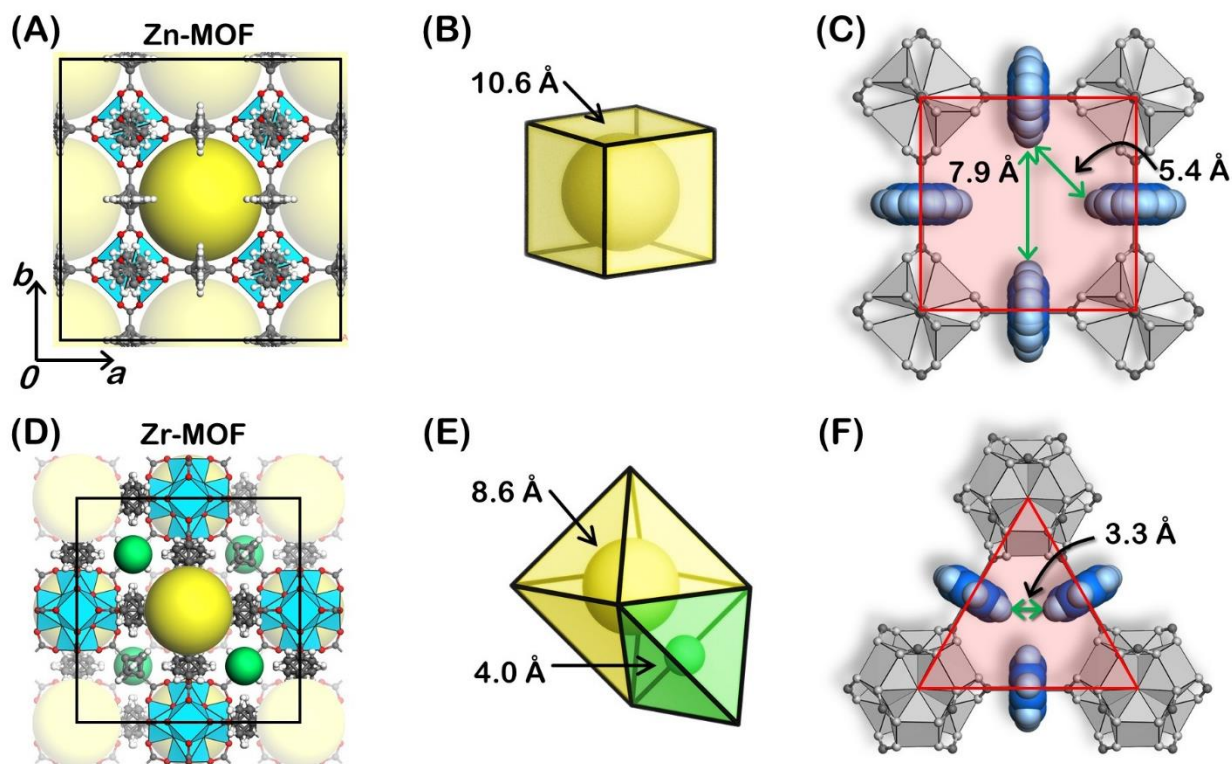 (A)
Zn-MOF
b
0
a
(B)
10.6 Å
(C)
7.9 Å
5.4 Å
(D)
Zr-MOF
(E)
8.6 Å
4.0 Å
(F)
3.3 Å